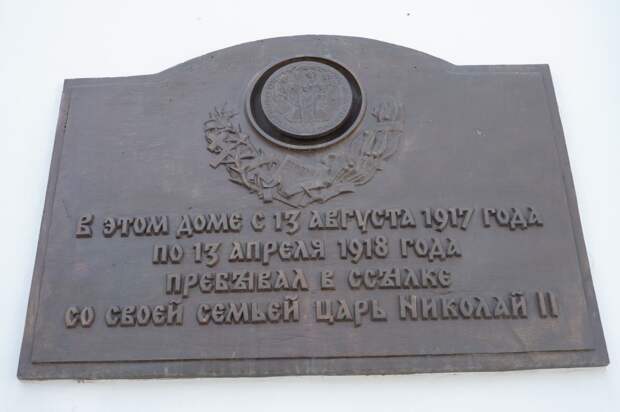 В ЭТОМ ДОМЕ С 13 АВГУСТА 1917 ГОДА
ПО 13 АПРЕЛЯ 1918 ГОДА
ПРЕБЫВАЛ В ССЫЛКЕ
СО СВОЕЙ СЕМЬЕЙ ЦАРЬ НИКОЛАЙ II